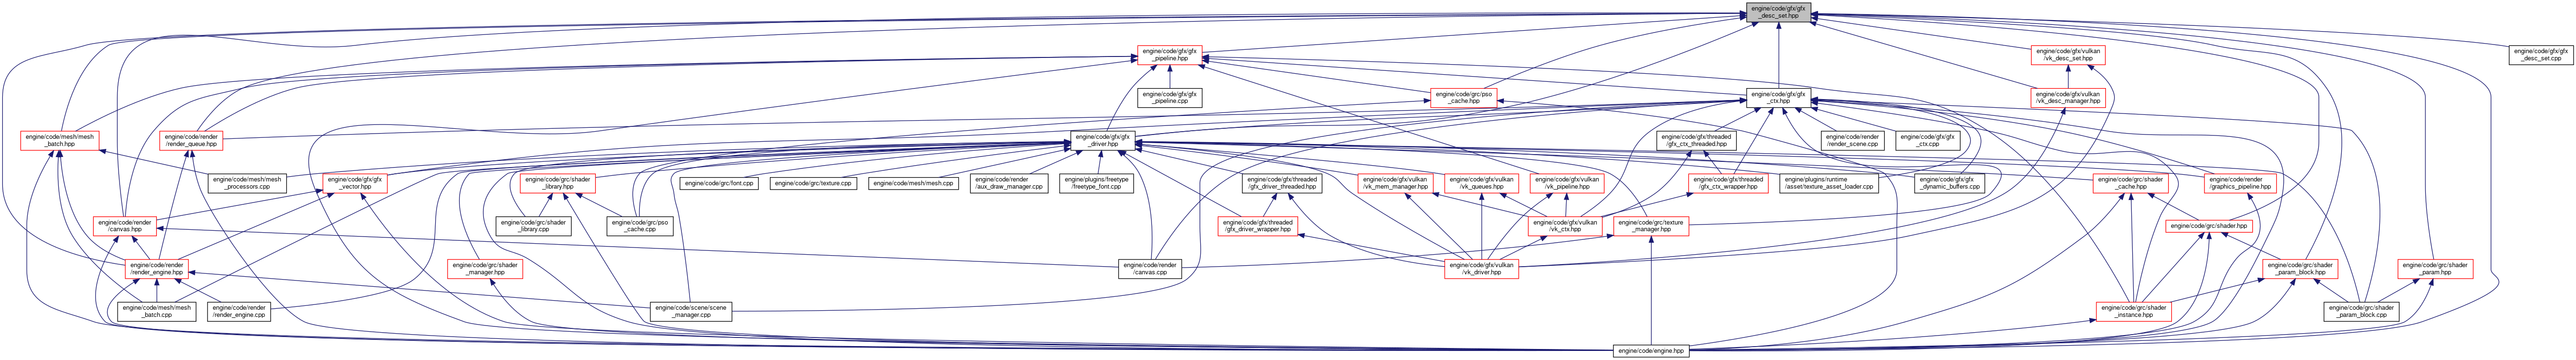 engine/code/gfx/gfx
_desc_set.hpp
engine/code/gfx/gfx
_pipeline.hpp
engine/code/gfx/vulkan
/vk_desc_set.hpp
engine/code/gfx/gfx
_desc_set.cpp
engine/code/gfx/gfx
_pipeline.cpp
engine/code/grc/pso
_cache.hpp
engine/code/gfx/gfx
_ctx.hpp
engine/code/gfx/vulkan
/vk_desc_manager.hpp
engine/code/mesh/mesh
_batch.hpp
engine/code/render
/render_queue.hpp
engine/code/gfx/gfx
_driver.hpp
engine/code/gfx/threaded
/gfx_ctx_threaded.hpp
engine/code/render
/render_scene.cpp
engine/code/gfx/gfx
_ctx.cpp
engine/code/mesh/mesh
_processors.cpp
engine/code/gfx/gfx
_vector.hpp
engine/code/grc/shader
_library.hpp
engine/code/grc/font.cpp
engine/code/grc/texture.cpp
engine/code/mesh/mesh.cpp
engine/code/render
/aux_draw_manager.cpp
engine/plugins/freetype
/freetype_font.cpp
engine/code/gfx/threaded
/gfx_driver_threaded.hpp
engine/code/gfx/vulkan
/vk_mem_manager.hpp
engine/code/gfx/vulkan
/vk_queues.hpp
engine/code/gfx/vulkan
/vk_pipeline.hpp
engine/code/gfx/threaded
/gfx_ctx_wrapper.hpp
engine/plugins/runtime
/asset/texture_asset_loader.cpp
engine/code/gfx/gfx
_dynamic_buffers.cpp
engine/code/grc/shader
_cache.hpp
engine/code/render
/graphics_pipeline.hpp
engine/code/render
/canvas.hpp
engine/code/grc/shader
_library.cpp
engine/code/grc/pso
_cache.cpp
engine/code/gfx/threaded
/gfx_driver_wrapper.hpp
engine/code/gfx/vulkan
/vk_ctx.hpp
engine/code/grc/texture
_manager.hpp
engine/code/grc/shader.hpp
engine/code/render
/render_engine.hpp
engine/code/grc/shader
_manager.hpp
engine/code/render
/canvas.cpp
engine/code/gfx/vulkan
/vk_driver.hpp
engine/code/grc/shader
_param_block.hpp
engine/code/grc/shader
_param.hpp
engine/code/mesh/mesh
_batch.cpp
engine/code/render
/render_engine.cpp
engine/code/scene/scene
_manager.cpp
engine/code/grc/shader
_instance.hpp
engine/code/grc/shader
_param_block.cpp
engine/code/engine.hpp